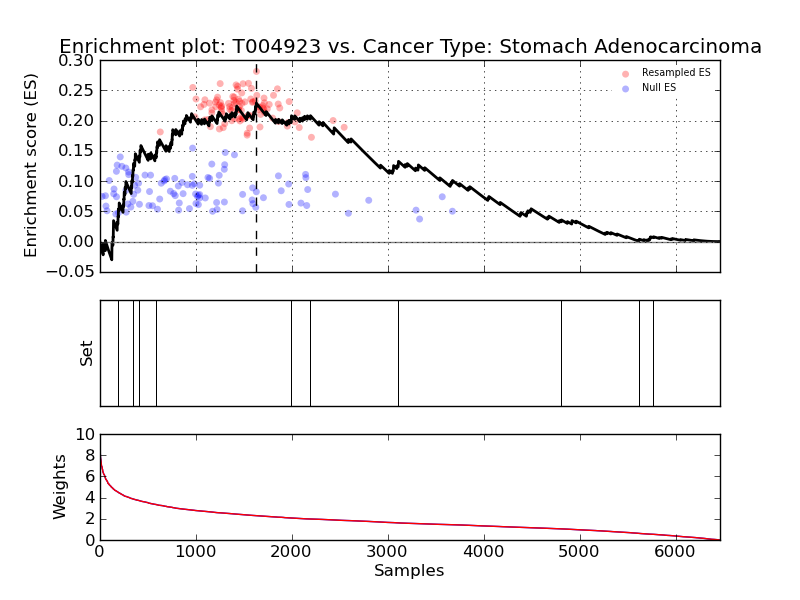 Enrichment plot: T004923 vs. Cancer Type: Stomach Adenocarcinoma
Enrichment score (ES)
0.30
0.25
0.20
0.15
0.10
0.05
0.00
−0.05
Resampled ES
Null ES
Set
Weights
10
8
6
4
2
0
0 1000 2000 3000 4000 5000 6000
Samples